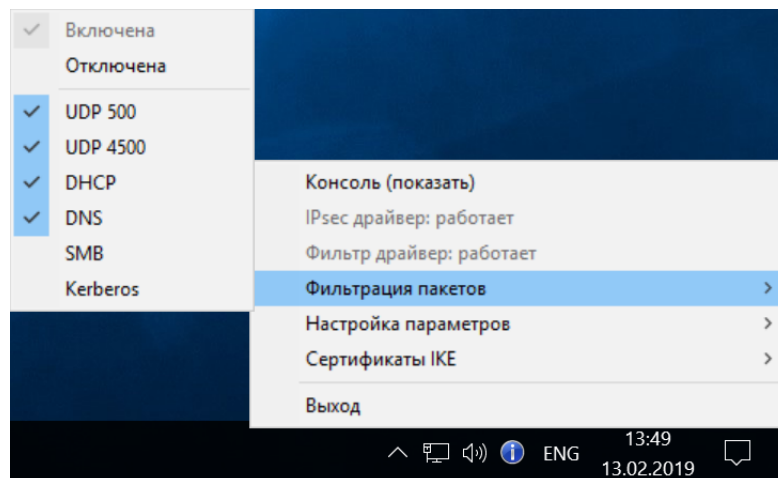 Включена
Отключена
UDP 500
UDP 4500
DHCP
DNS
SMB
Kerberos
Консоль (показать)
IPsec драйвер: работает
Фильтр драйвер: работает
Фильтрация пакетов
Настройка параметров
Сертификаты IKE
Выход
ENG
13:49
13.02.2019